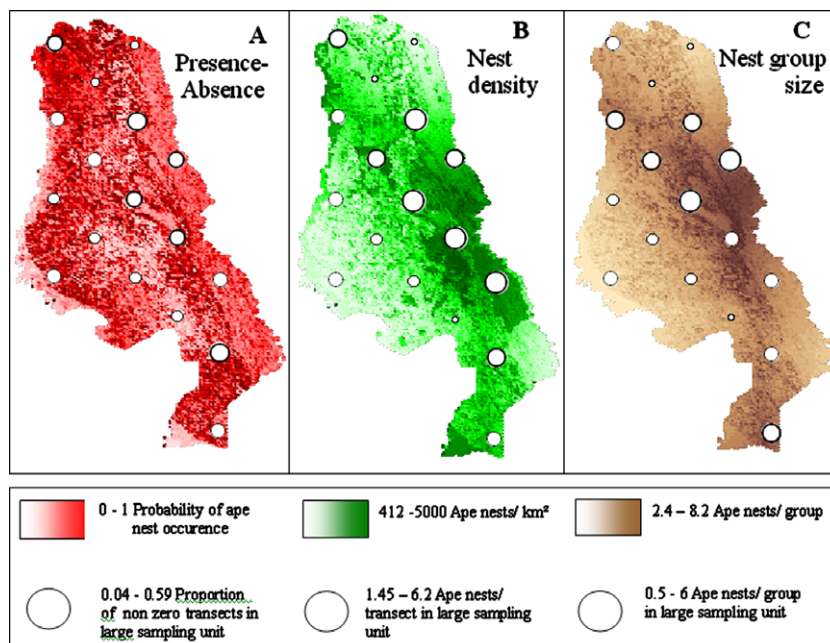 A
Presence-
Absence
B
Nest
density
C
Nest group
size
0 - 1 Probability of ape
nest occurence
412 -5000 Ape nests/ km²
2.4 – 8.2 Ape nests/ group
0.04 - 0.59 Proportion
of non zero transects in
large sampling unit
1.45 – 6.2 Ape nests/
transect in large sampling
unit
0.5 - 6 Ape nests/ group
in large sampling unit